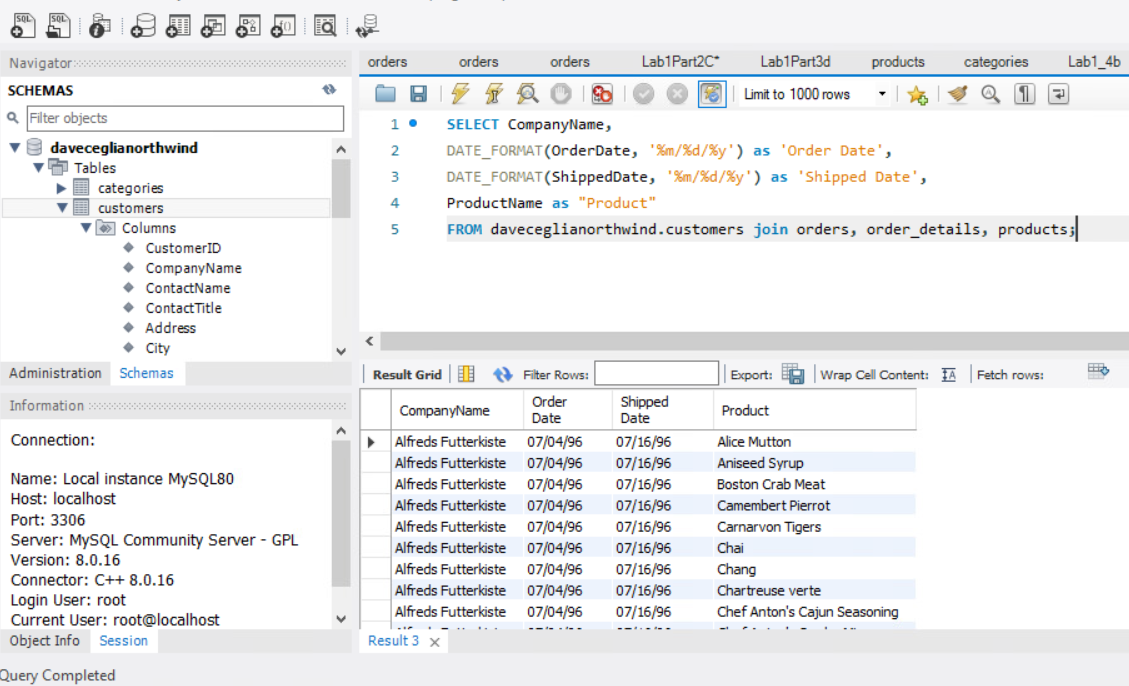 SQL
SQL
Navigator
SCHEMAS
Filter objects
daveceglianorthwind
Tables
categories
customers
Columns
CustomerID
CompanyName
ContactName
ContactTitle
Address
City
Administration Schemas
Information
Connection:
Name: Local instance MySQL80
Host: localhost
Port: 3306
Server: MySQL Community Server - GPL
Version: 8.0.16
Connector: C++ 8.0.16
Login User: root
Current User: root@localhost
Object Info Session
Query Completed
orders orders orders Lab1Part2C* Lab1Part3d products categories Lab1_4b
Limit to 1000 rows
1 SELECT CompanyName,
2 DATE_FORMAT(OrderDate, '%m/%d/%y') as 'Order Date',
3 DATE_FORMAT(ShippedDate, '%m/%d/%y') as 'Shipped Date',
4 ProductName as "Product"
5 FROM daveceglianorthwind.customers join orders, order_details, products;
Result Grid Filter Rows: Export: Wrap Cell Content: IA Fetch rows:
CompanyName Order Date Shipped Date Product
Alfreds Futterkiste 07/04/96 07/16/96 Alice Mutton
Alfreds Futterkiste 07/04/96 07/16/96 Aniseed Syrup
Alfreds Futterkiste 07/04/96 07/16/96 Boston Crab Meat
Alfreds Futterkiste 07/04/96 07/16/96 Camembert Pierrot
Alfreds Futterkiste 07/04/96 07/16/96 Carnarvon Tigers
Alfreds Futterkiste 07/04/96 07/16/96 Chai
Alfreds Futterkiste 07/04/96 07/16/96 Chang
Alfreds Futterkiste 07/04/96 07/16/96 Chartreuse verte
Alfreds Futterkiste 07/04/96 07/16/96 Chef Anton's Cajun Seasoning
Result 3